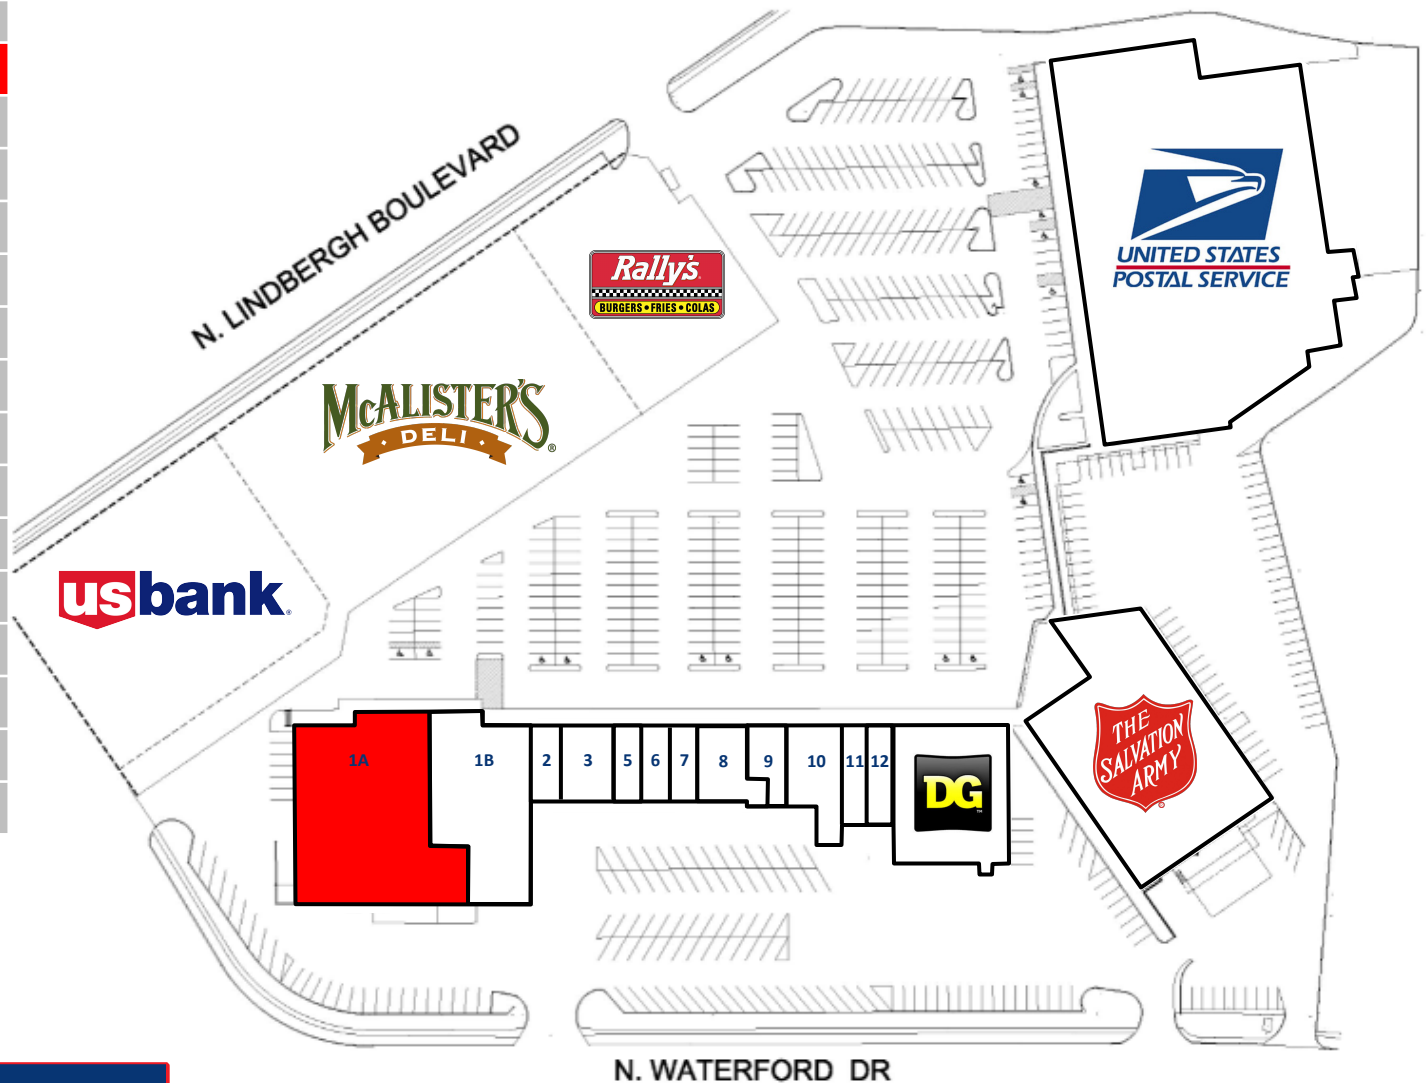 N. LINDBERGH BOULEVARD
UNITED STATES
POSTAL SERVICE
Rally's
BURGERS • FRIES • COLAS
McALISTER'S
DELI
®
usbank®
1A
1B
2
3
5
6
7
8
9
10
11
12
DG
™
THE
SALVATION
ARMY
®
N. WATERFORD DR